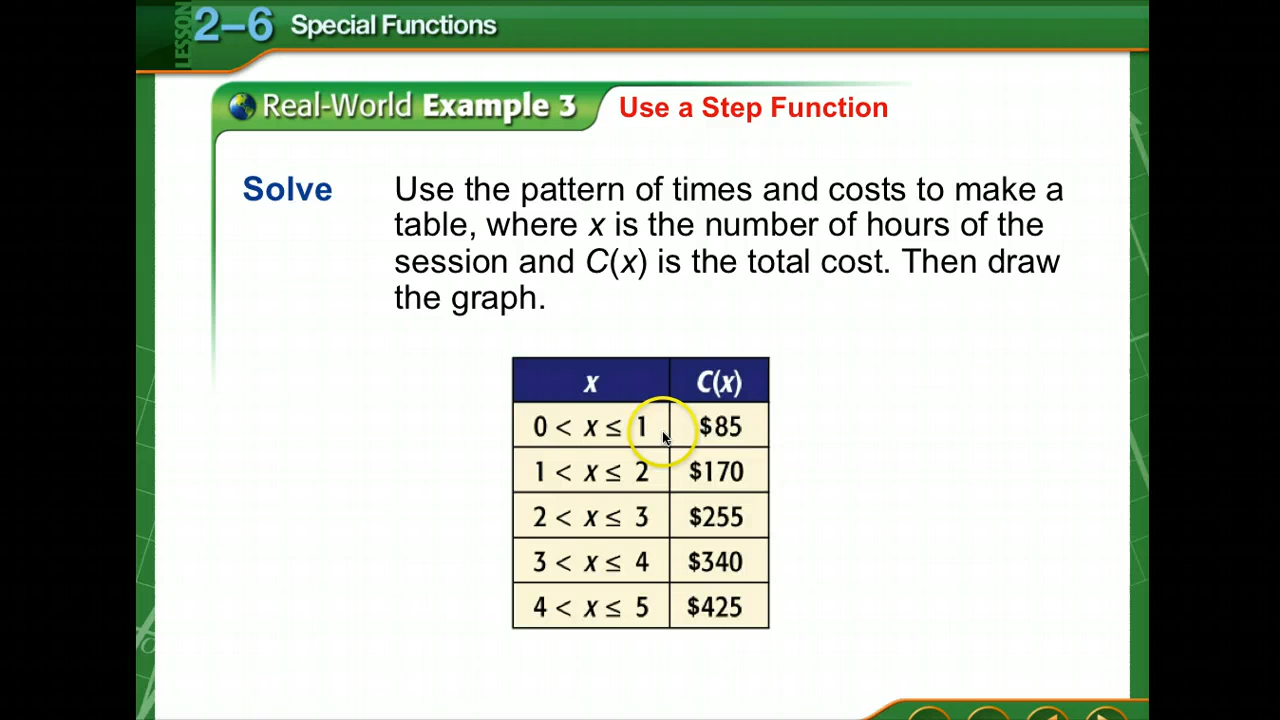 LESSON
2–6 Special Functions
Real-World Example 3 Use a Step Function
Solve Use the pattern of times and costs to make a
table, where x is the number of hours of the
session and C(x) is the total cost. Then draw
the graph.
x C(x)
0 < x ≤ 1 $85
1 < x ≤ 2 $170
2 < x ≤ 3 $255
3 < x ≤ 4 $340
4 < x ≤ 5 $425